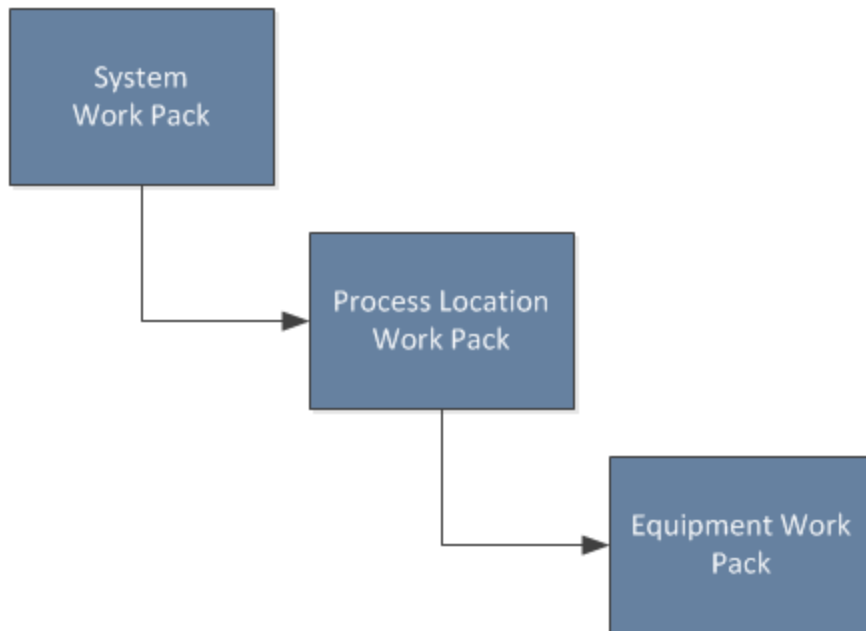 System
Work Pack
Process Location
Work Pack
Equipment Work
Pack